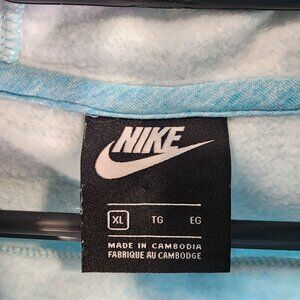 NIKE
XL TG EG
MADE IN CAMBODIA
FABRIQUE AU CAMBODGE